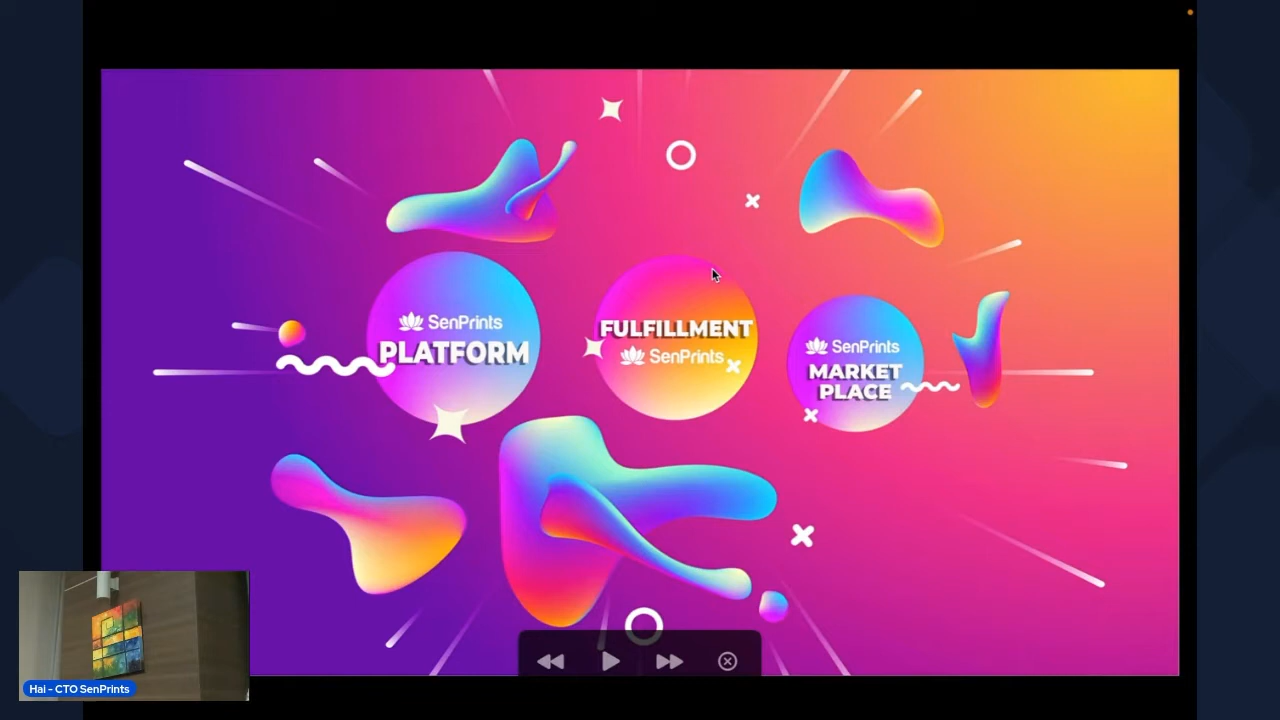 SenPrints
PLATFORM
FULFILLMENT
SenPrints
SenPrints
MARKET
PLACE
Hai - CTO SenPrints